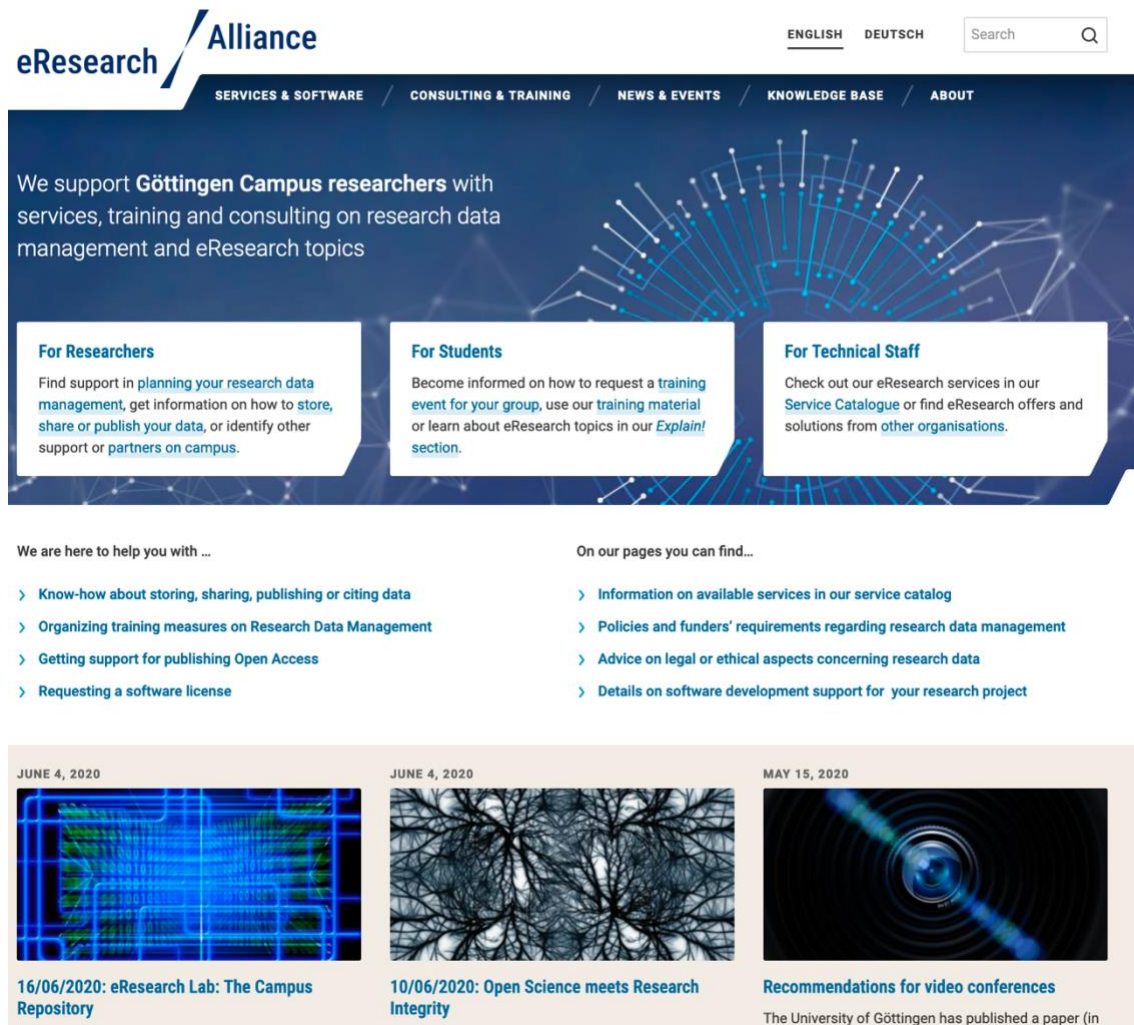 eResearch Alliance
ENGLISH DEUTSCH Search
SERVICES & SOFTWARE / CONSULTING & TRAINING / NEWS & EVENTS / KNOWLEDGE BASE / ABOUT
We support Göttingen Campus researchers with
services, training and consulting on research data
management and eResearch topics
For Researchers
Find support in planning your research data
management, get information on how to store,
share or publish your data, or identify other
support or partners on campus.
For Students
Become informed on how to request a training
event for your group, use our training material
or learn about eResearch topics in our Explain!
section.
For Technical Staff
Check out our eResearch services in our
Service Catalogue or find eResearch offers and
solutions from other organisations.
We are here to help you with ...
Know-how about storing, sharing, publishing or citing data
Organizing training measures on Research Data Management
Getting support for publishing Open Access
Requesting a software license
On our pages you can find...
Information on available services in our service catalog
Policies and funders' requirements regarding research data management
Advice on legal or ethical aspects concerning research data
Details on software development support for your research project
JUNE 4, 2020
16/06/2020: eResearch Lab: The Campus
Repository
JUNE 4, 2020
10/06/2020: Open Science meets Research
Integrity
MAY 15, 2020
Recommendations for video conferences
The University of Göttingen has published a paper (in